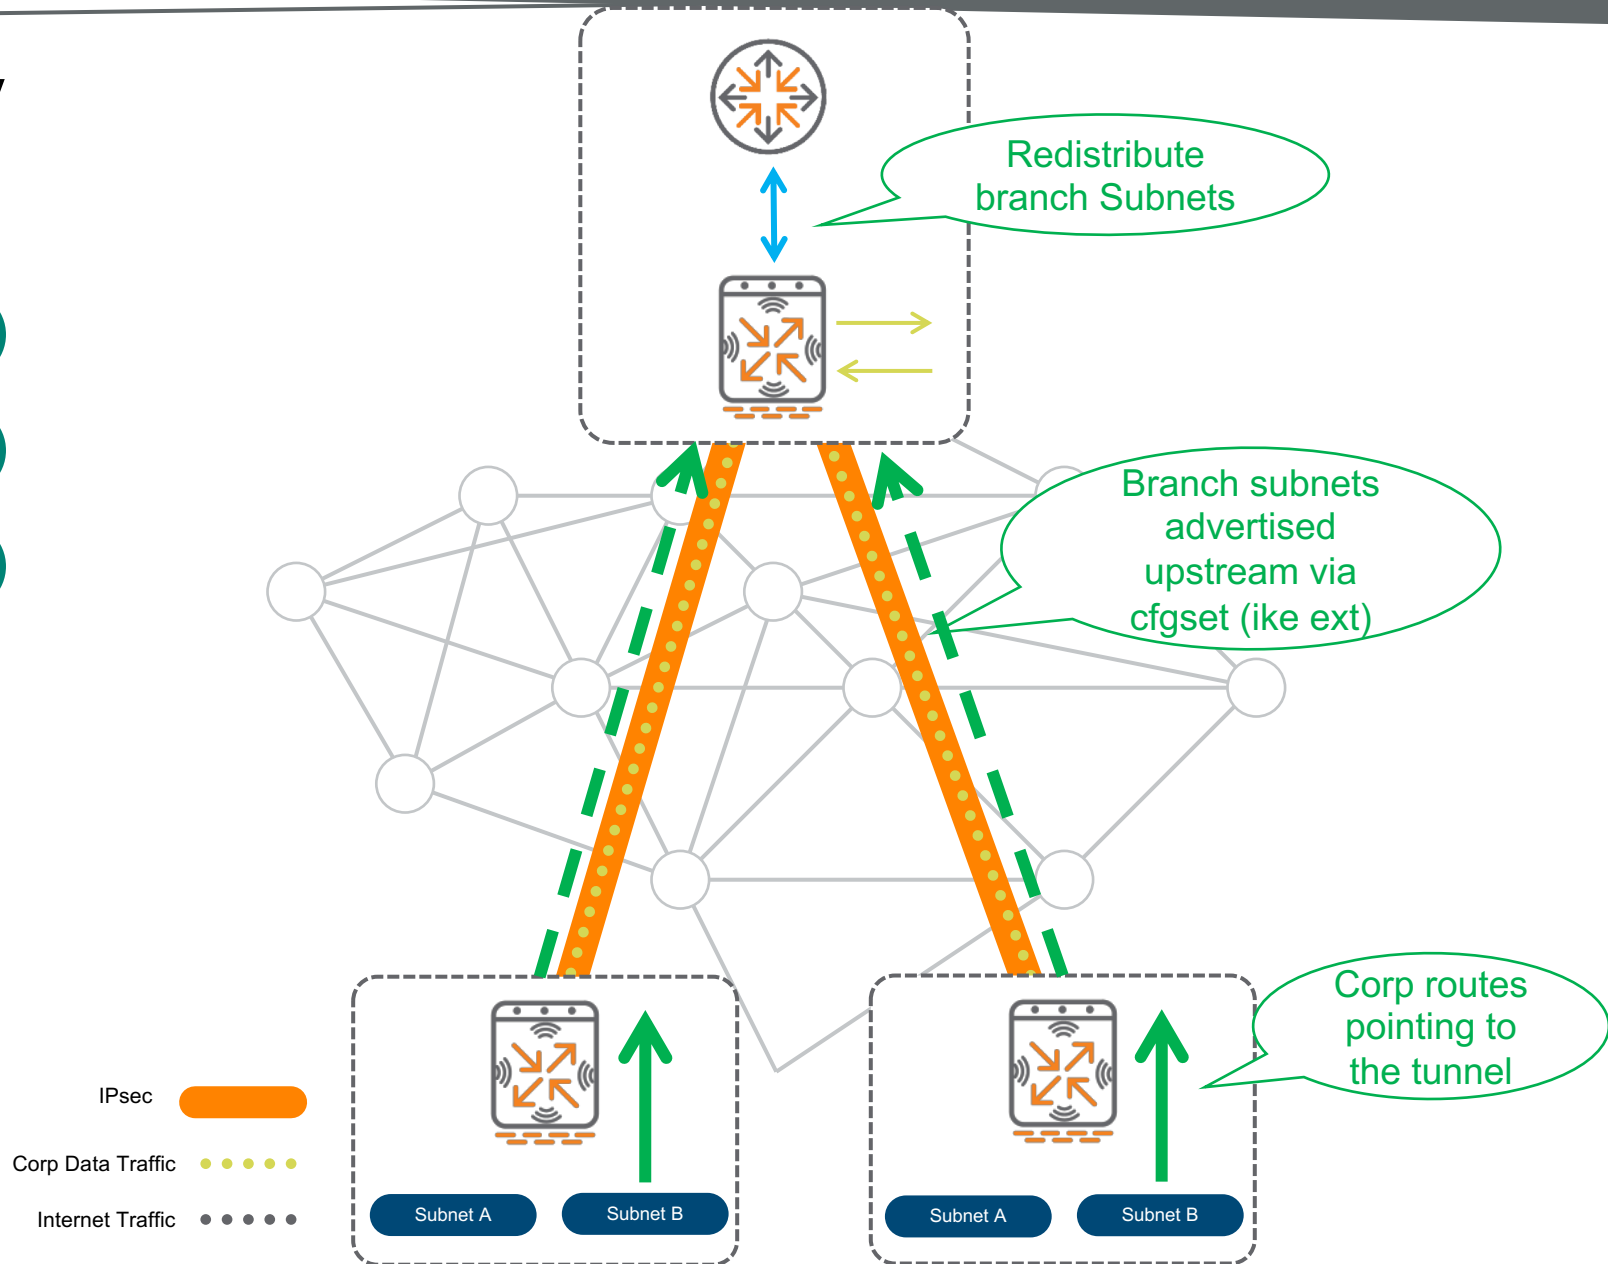 Redistribute
branch Subnets
Branch subnets
advertised
upstream via
cfgset (ike ext)
Corp routes
pointing to
the tunnel
IPsec
Corp Data Traffic
Internet Traffic
Subnet A
Subnet B
Subnet A
Subnet B